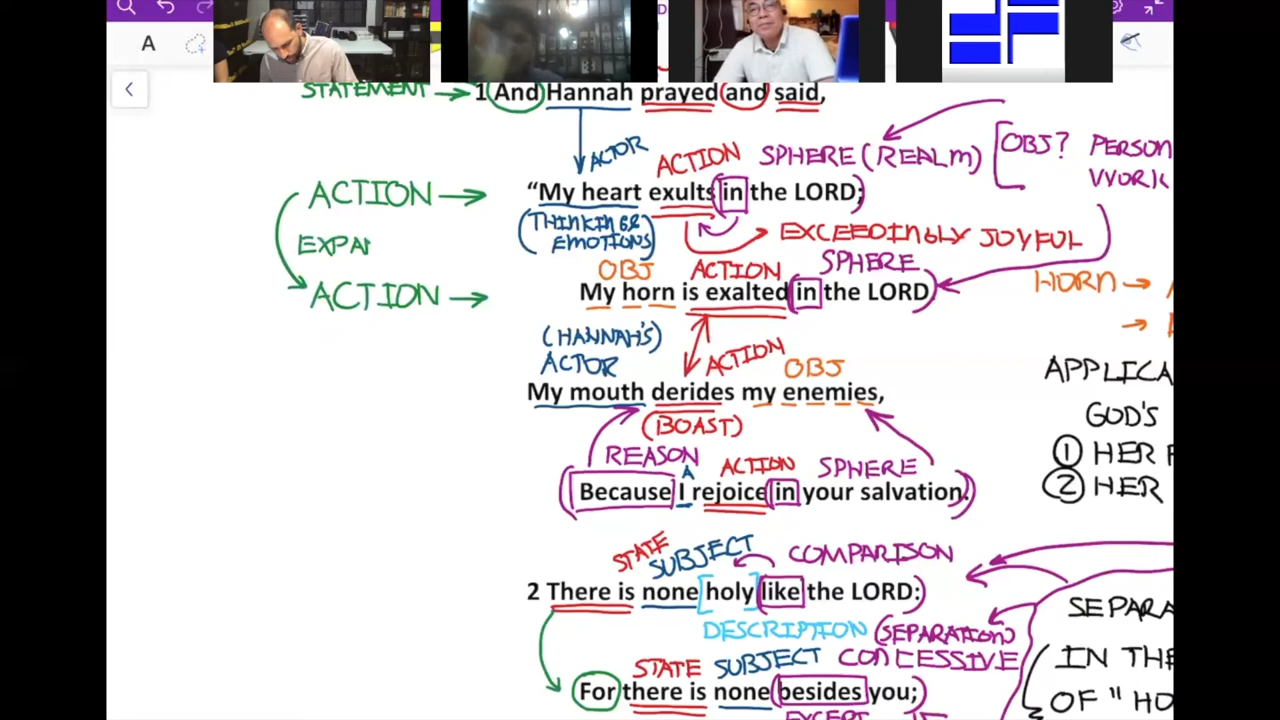 A
STATEMENT 1 And Hannah prayed and said,
ACTOR ACTION SPHERE (REALM) OBJ? PERSON
WORK
ACTION "My heart exults in the LORD;
(THINKING & EMOTIONS) EXCEEDINGLY JOYFUL
EXPAN
OBJ ACTION SPHERE
ACTION My horn is exalted in the LORD HORN
(HANNAH'S)
ACTOR ACTION OBJ
My mouth derides my enemies, APPLICA
(BOAST) GOD'S
REASON A ACTION SPHERE 1 HER
Because I rejoice in your salvation. 2 HER
STATE SUBJECT COMPARISON
2 There is none holy like the LORD: SEPARA
DESCRIPTION (SEPARATION)
STATE SUBJECT CONCESSIVE IN THE
For there is none besides you; OF "HO
EXCEPT